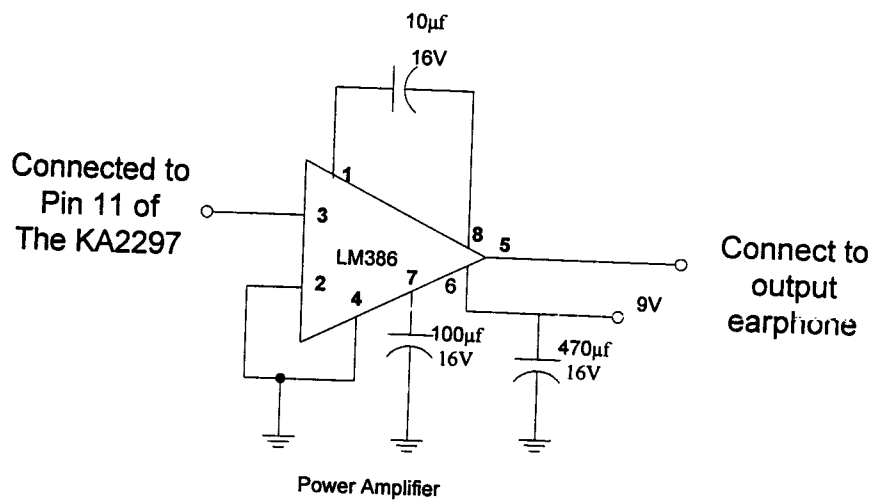 10µf
16V
Connected to
Pin 11 of
The KA2297
1
3
8
5
LM386
2
7
6
4
9V
Connect to
output
earphone
100µf
16V
470µf
16V
Power Amplifier